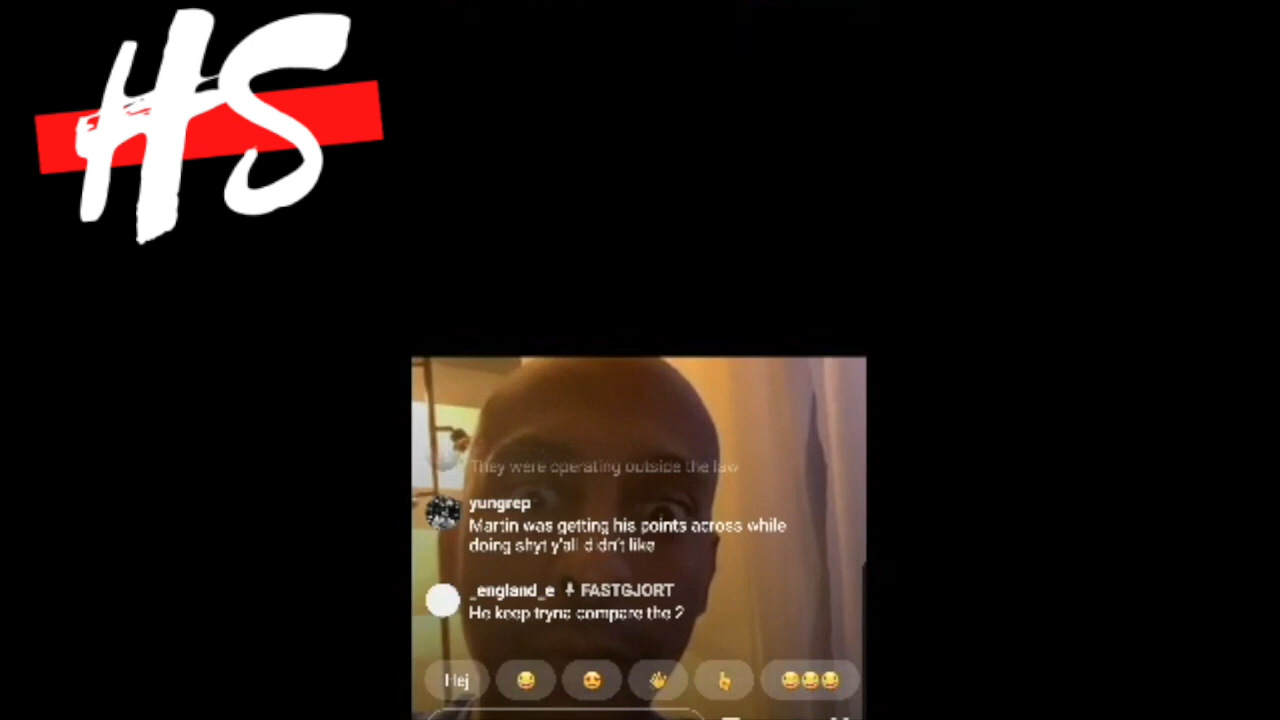 HS
They were operating outside the law
yungrep
Martin was getting his points across while
doing shyt y'all didn't like
_england_e FASTGJORT
He keep tryna compare the 2
Hej